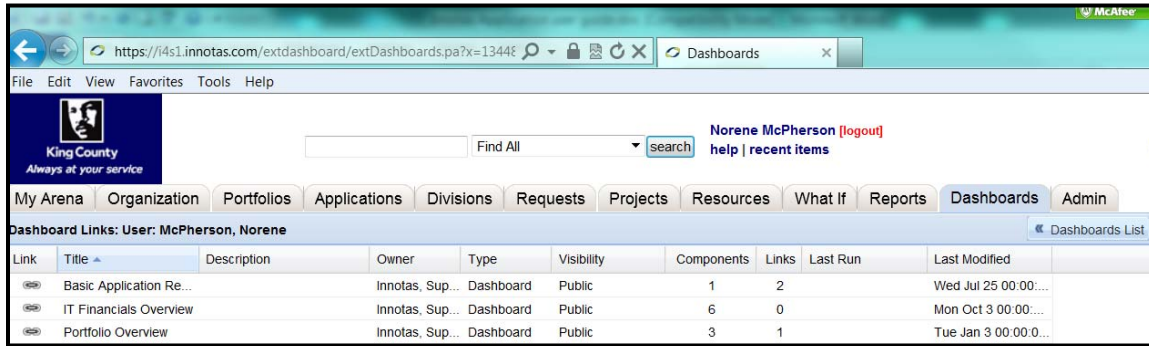 McAfee
https://i4s1.innotas.com/extdashboard/extDashboards.pa?x=13448 Dashboards
File Edit View Favorites Tools Help
King County
Always at your service
Find All search
Norene McPherson [logout]
help | recent items
My Arena Organization Portfolios Applications Divisions Requests Projects Resources What If Reports Dashboards Admin
Dashboard Links: User: McPherson, Norene « Dashboards List
Link Title Description Owner Type Visibility Components Links Last Run Last Modified
Basic Application Re... Innotas, Sup... Dashboard Public 1 2 Wed Jul 25 00:00:...
IT Financials Overview Innotas, Sup... Dashboard Public 6 0 Mon Oct 3 00:00:...
Portfolio Overview Innotas, Sup... Dashboard Public 3 1 Tue Jan 3 00:00:0...